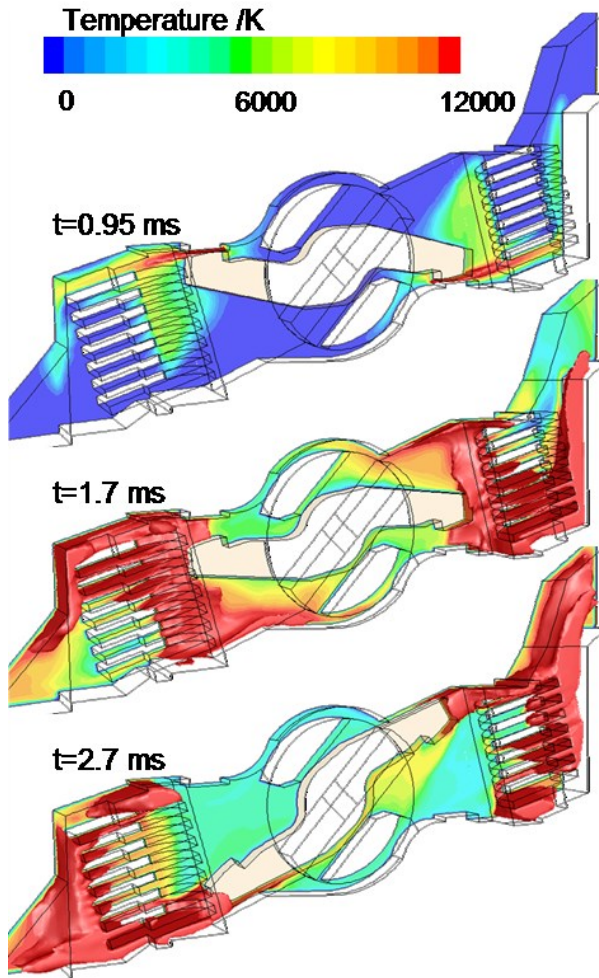 Temperature /K
0 6000 12000
t=0.95 ms
t=1.7 ms
t=2.7 ms